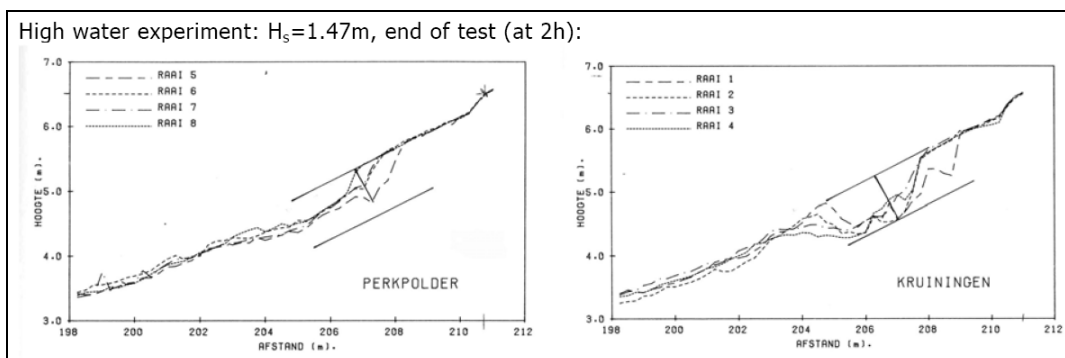 High water experiment: Hs=1.47m, end of test (at 2h):
7.0
6.0
5.0
4.0
3.0
HOOGTE (m).
RAAI 5
RAAI 6
RAAI 7
RAAI 8
PERKPOLDER
198 200 202 204 206 208 210 212
AFSTAND (m).
7.0
6.0
5.0
4.0
3.0
HOOGTE (m).
RAAI 1
RAAI 2
RAAI 3
RAAI 4
KRUININGEN
198 200 202 204 206 208 210 212
AFSTAND (m).